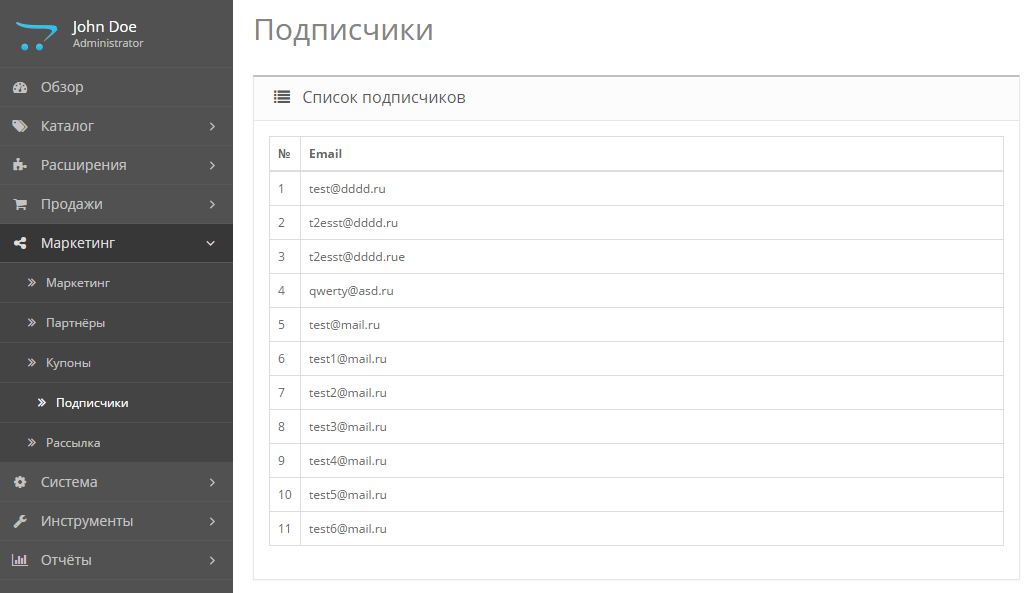 John Doe
Administrator
Обзор
Каталог
Расширения
Продажи
Маркетинг
Маркетинг
Партнёры
Купоны
Подписчики
Рассылка
Система
Инструменты
Отчёты
Подписчики
Список подписчиков
№ Email
1 test@dddd.ru
2 t2esst@dddd.ru
3 t2esst@dddd.rue
4 qwerty@asd.ru
5 test@mail.ru
6 test1@mail.ru
7 test2@mail.ru
8 test3@mail.ru
9 test4@mail.ru
10 test5@mail.ru
11 test6@mail.ru